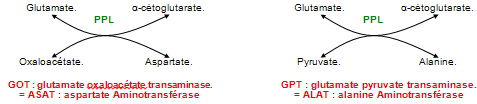 Glutamate. α-cétoglutarate.
PPL
Oxaloacétate. Aspartate.
GOT : glutamate oxaloacétate transaminase.
= ASAT : aspartate Aminotransférase
Glutamate. α-cétoglutarate.
PPL
Pyruvate. Alanine.
GPT : glutamate pyruvate transaminase.
= ALAT : alanine Aminotransférase